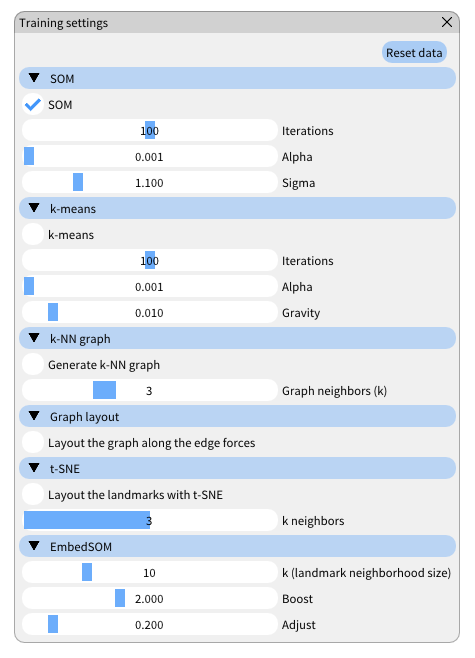 Training settings
Reset data
SOM
SOM
100 Iterations
0.001 Alpha
1.100 Sigma
k-means
k-means
100 Iterations
0.001 Alpha
0.010 Gravity
k-NN graph
Generate k-NN graph
3 Graph neighbors (k)
Graph layout
Layout the graph along the edge forces
t-SNE
Layout the landmarks with t-SNE
3 k neighbors
EmbedSOM
10 k (landmark neighborhood size)
2.000 Boost
0.200 Adjust